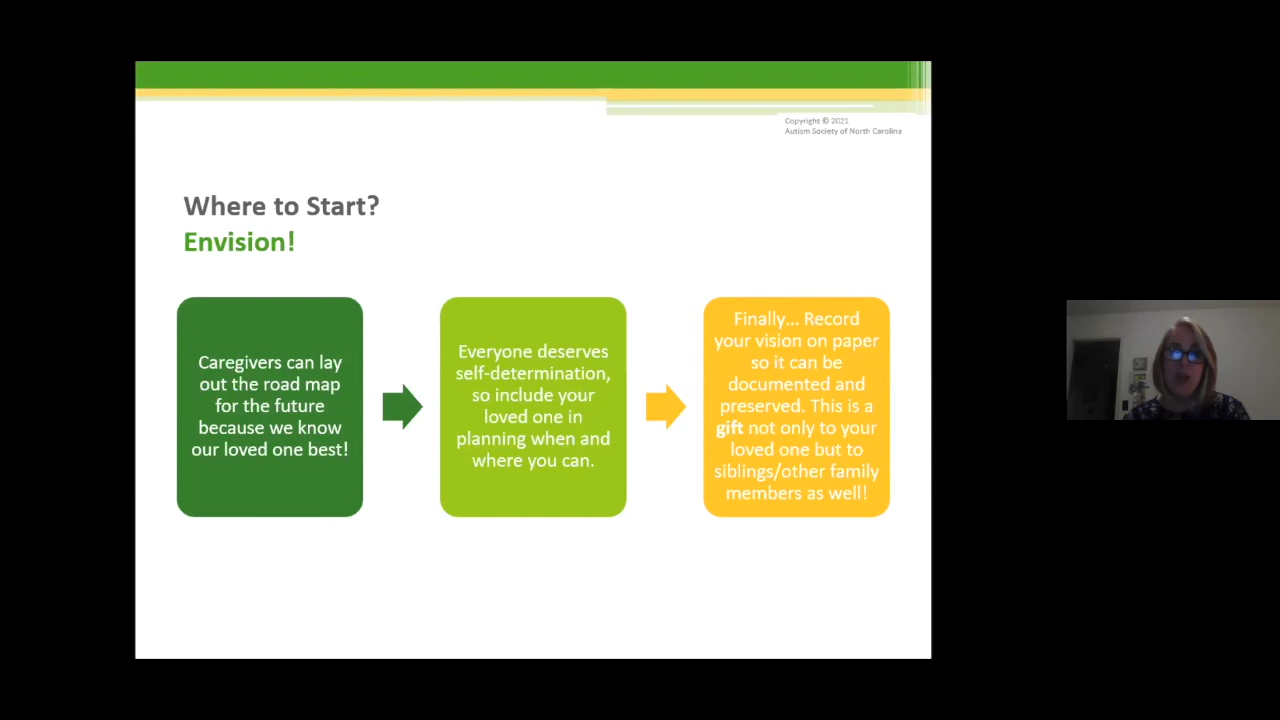 Copyright © 2021
Autism Society of North Carolina
Where to Start?
Envision!
Caregivers can lay
out the road map
for the future
because we know
our loved one best!
Everyone deserves
self-determination,
so include your
loved one in
planning when and
where you can.
Finally... Record
your vision on paper
so it can be
documented and
preserved. This is a
gift not only to your
loved one but to
siblings/other family
members as well!